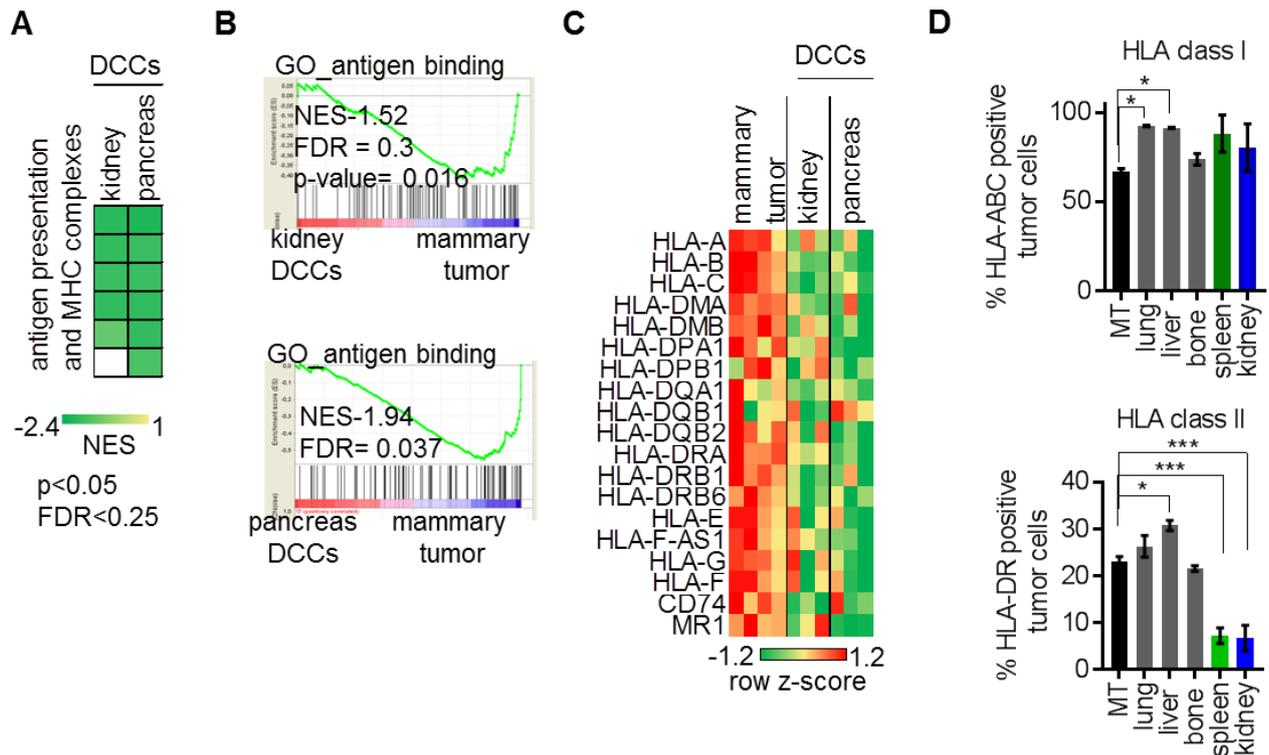 A
DCCs
kidney
pancreas
antigen presentation
and MHC complexes
-2.4
1
NES
p<0.05
FDR<0.25
B
GO_antigen binding
NES-1.52
FDR = 0.3
p-value= 0.016
Enrichment score (ES)
kidney
DCCs
mammary
tumor
GO_antigen binding
NES-1.94
FDR= 0.037
Enrichment score (ES)
pancreas
DCCs
mammary
tumor
C
DCCs
mammary
tumor
kidney
pancreas
HLA-A
HLA-B
HLA-C
HLA-DMA
HLA-DMB
HLA-DPA1
HLA-DPB1
HLA-DQA1
HLA-DQB1
HLA-DQB2
HLA-DRA
HLA-DRB1
HLA-DRB6
HLA-E
HLA-F-AS1
HLA-G
HLA-F
CD74
MR1
-1.2
1.2
row z-score
D
HLA class I
% HLA-ABC positive
tumor cells
100
50
0
*
*
MT
lung
liver
bone
spleen
kidney
HLA class II
% HLA-DR positive
tumor cells
40
30
20
10
0
***
***
*
MT
lung
liver
bone
spleen
kidney